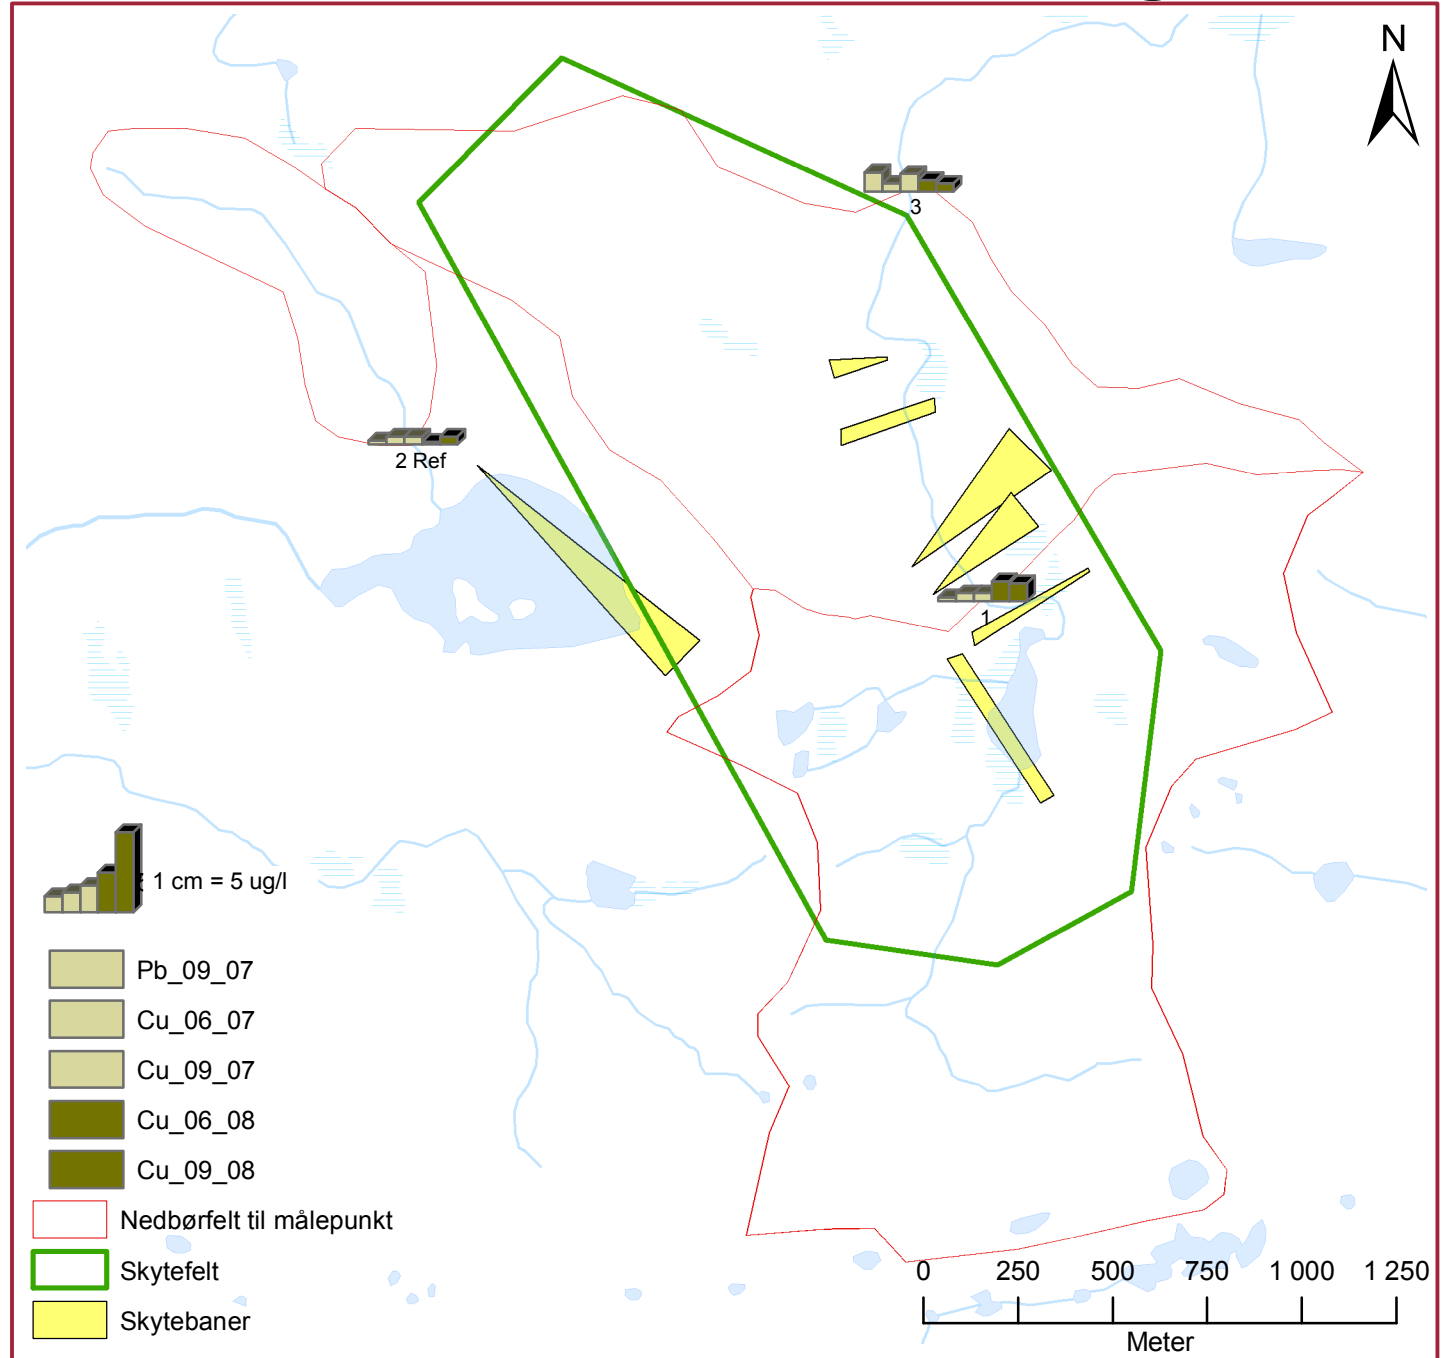 N
3
2 Ref
1
1 cm = 5 ug/l
Pb_09_07
Cu_06_07
Cu_09_07
Cu_06_08
Cu_09_08
Nedbørfelt til målepunkt
Skytefelt
Skytebaner
0 250 500 750 1 000 1 250
Meter